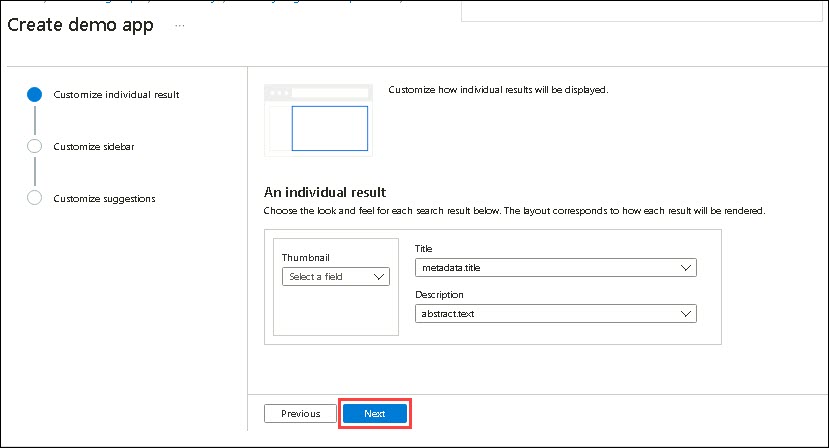 Create demo app
...
Customize individual result
Customize sidebar
Customize suggestions
Customize how individual results will be displayed.
An individual result
Choose the look and feel for each search result below. The layout corresponds to how each result will be rendered.
Thumbnail
Select a field
Title
metadata.title
Description
abstract.text
Previous
Next